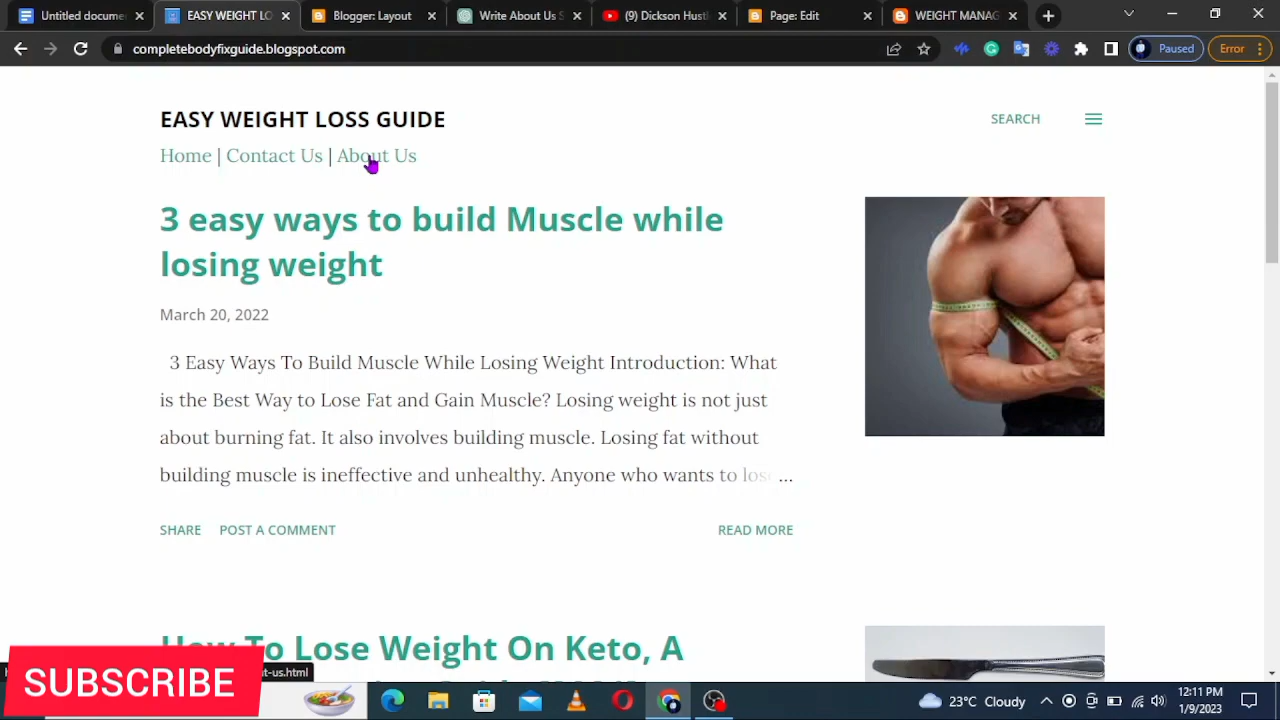 Untitled documen
EASY WEIGHT LO
Blogger: Layout
Write About Us S
(9) Dickson Hustl
Page: Edit
WEIGHT MANAG
completebodyfixguide.blogspot.com
Paused
Error
EASY WEIGHT LOSS GUIDE
SEARCH
Home | Contact Us | About Us
3 easy ways to build Muscle while
losing weight
March 20, 2022
3 Easy Ways To Build Muscle While Losing Weight Introduction: What
is the Best Way to Lose Fat and Gain Muscle? Losing weight is not just
about burning fat. It also involves building muscle. Losing fat without
building muscle is ineffective and unhealthy. Anyone who wants to lose ...
SHARE
POST A COMMENT
READ MORE
How To Lose Weight On Keto, A
ut-us.html
SUBSCRIBE
23°C Cloudy
12:11 PM
1/9/2023